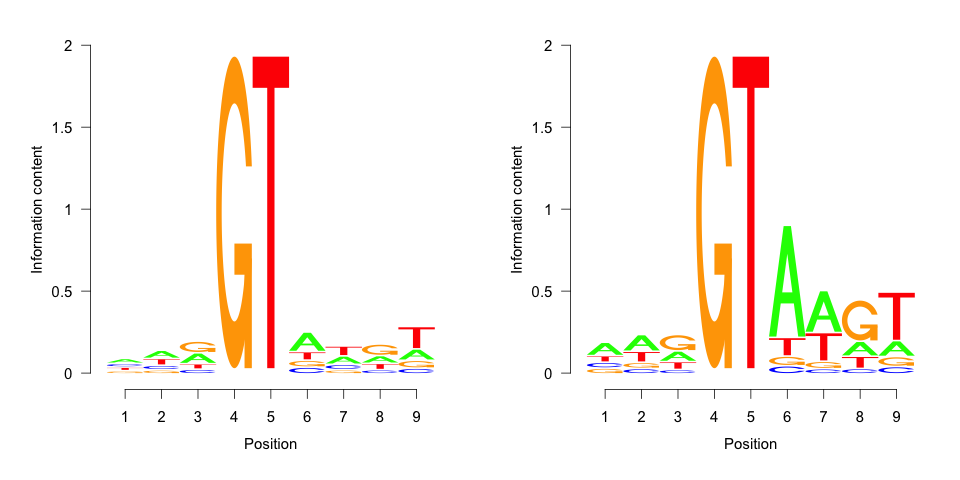 Information content
2
1.5
1
0.5
0
A C T G
A T C G
G A T C
G
T
A T G C
T A C G
G A T C
T A G C
1 2 3 4 5 6 7 8 9
Position
Information content
2
1.5
1
0.5
0
A T C G
A T G C
G A T C
G
T
A T G C
A T G C
G A T C
T A G C
1 2 3 4 5 6 7 8 9
Position